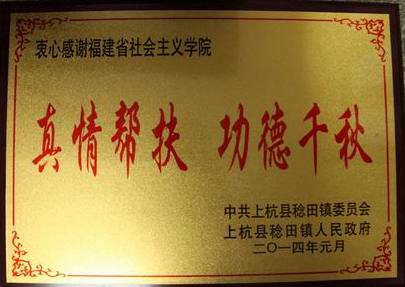 衷心感谢福建省社会主义学院
真情帮扶 功德千秋
中共上杭县稔田镇委员会
上杭县稔田镇人民政府
二〇一四年元月